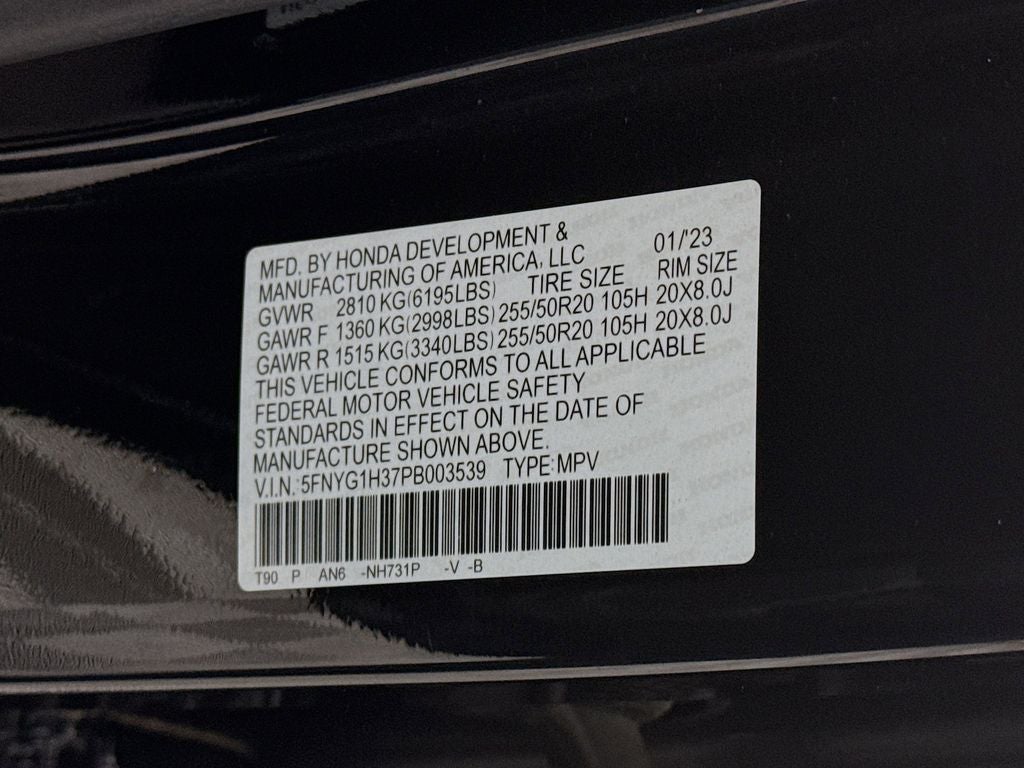 MFD. BY HONDA DEVELOPMENT &
MANUFACTURING OF AMERICA, LLC 01/'23
GVWR 2810 KG(6195LBS) TIRE SIZE RIM SIZE
GAWR F 1360 KG(2998LBS) 255/50R20 105H 20X8.0J
GAWR R 1515 KG(3340LBS) 255/50R20 105H 20X8.0J
THIS VEHICLE CONFORMS TO ALL APPLICABLE
FEDERAL MOTOR VEHICLE SAFETY
STANDARDS IN EFFECT ON THE DATE OF
MANUFACTURE SHOWN ABOVE.
V.I.N.:5FNYG1H37PB003539 TYPE:MPV
T90 P AN6 -NH731P -V -B